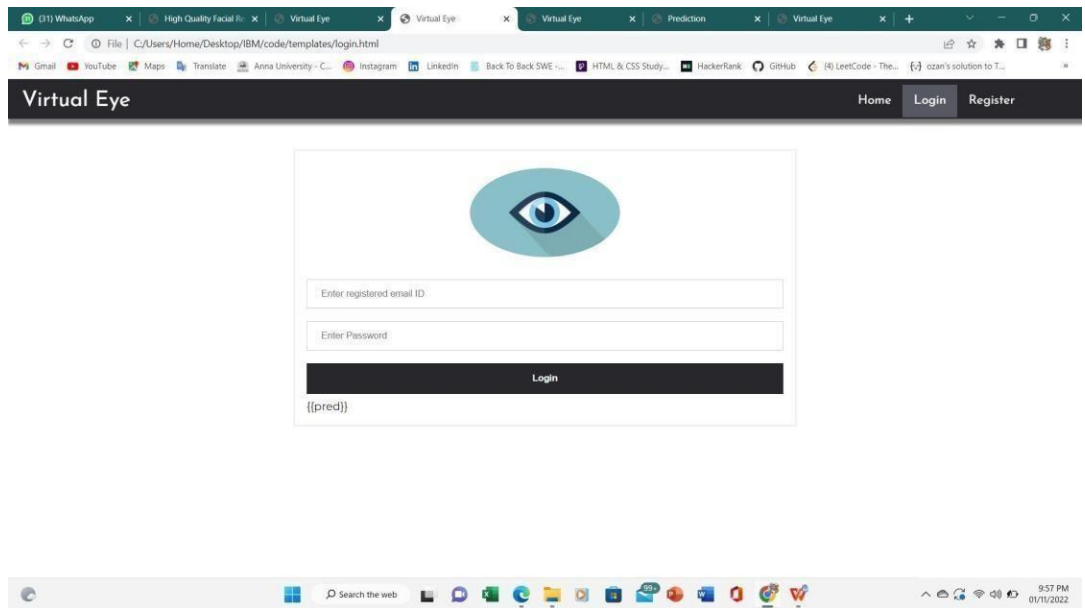 (31) WhatsApp
High Quality Facial Re
Virtual Eye
Virtual Eye
Virtual Eye
Prediction
Virtual Eye
File | C:/Users/Home/Desktop/IBM/code/templates/login.html
Gmail YouTube Maps Translate Anna University - C... Instagram LinkedIn Back To Back SWE -... HTML & CSS Study... HackerRank GitHub (4) LeetCode - The... ozan's solution to T... »
Virtual Eye Home Login Register
Enter registered email ID
Enter Password
Login
{{pred}}
Search the web
99+
9:57 PM
01/11/2022